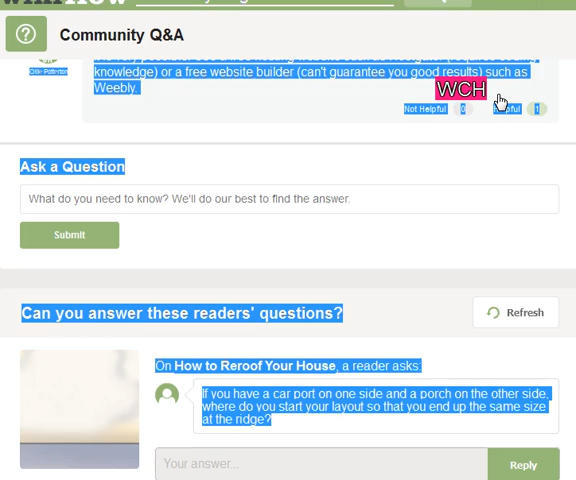 Community Q&A
knowledge) or a free website builder (can't guarantee you good results) such as
Weebly.
WCH
Not Helpful 0 1
Ask a Question
What do you need to know? We'll do our best to find the answer.
Submit
Can you answer these readers' questions?
Refresh
On How to Reroof Your House, a reader asks:
If you have a car port on one side and a porch on the other side,
where do you start your layout so that you end up the same size
at the ridge?
Your answer...
Reply